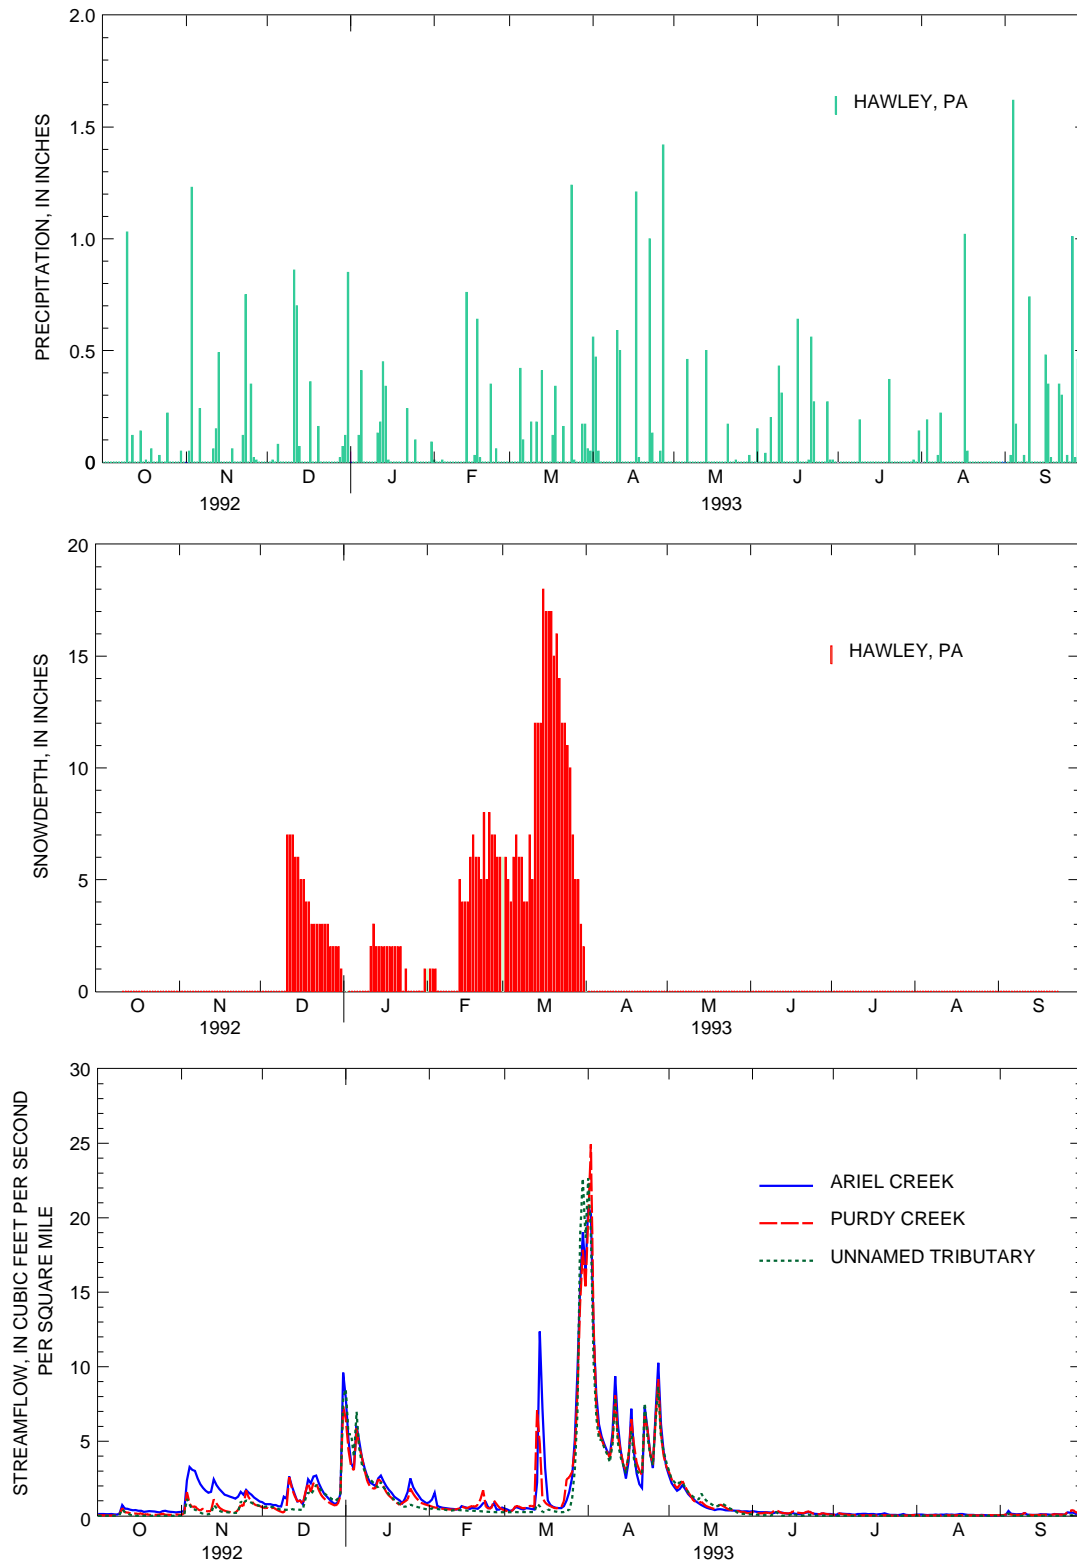 2.0
HAWLEY, PA
1.5
PRECIPITATION, IN INCHES
1.0
0.5
0
O N D J F M A M J J A S
1992 1993
20
HAWLEY, PA
15
SNOWDEPTH, IN INCHES
10
5
0
O N D J F M A M J J A S
1992 1993
30
25
STREAMFLOW, IN CUBIC FEET PER SECOND
PER SQUARE MILE
ARIEL CREEK
PURDY CREEK
20
UNNAMED TRIBUTARY
15
10
5
0
O N D J F M A M J J A S
1992 1993